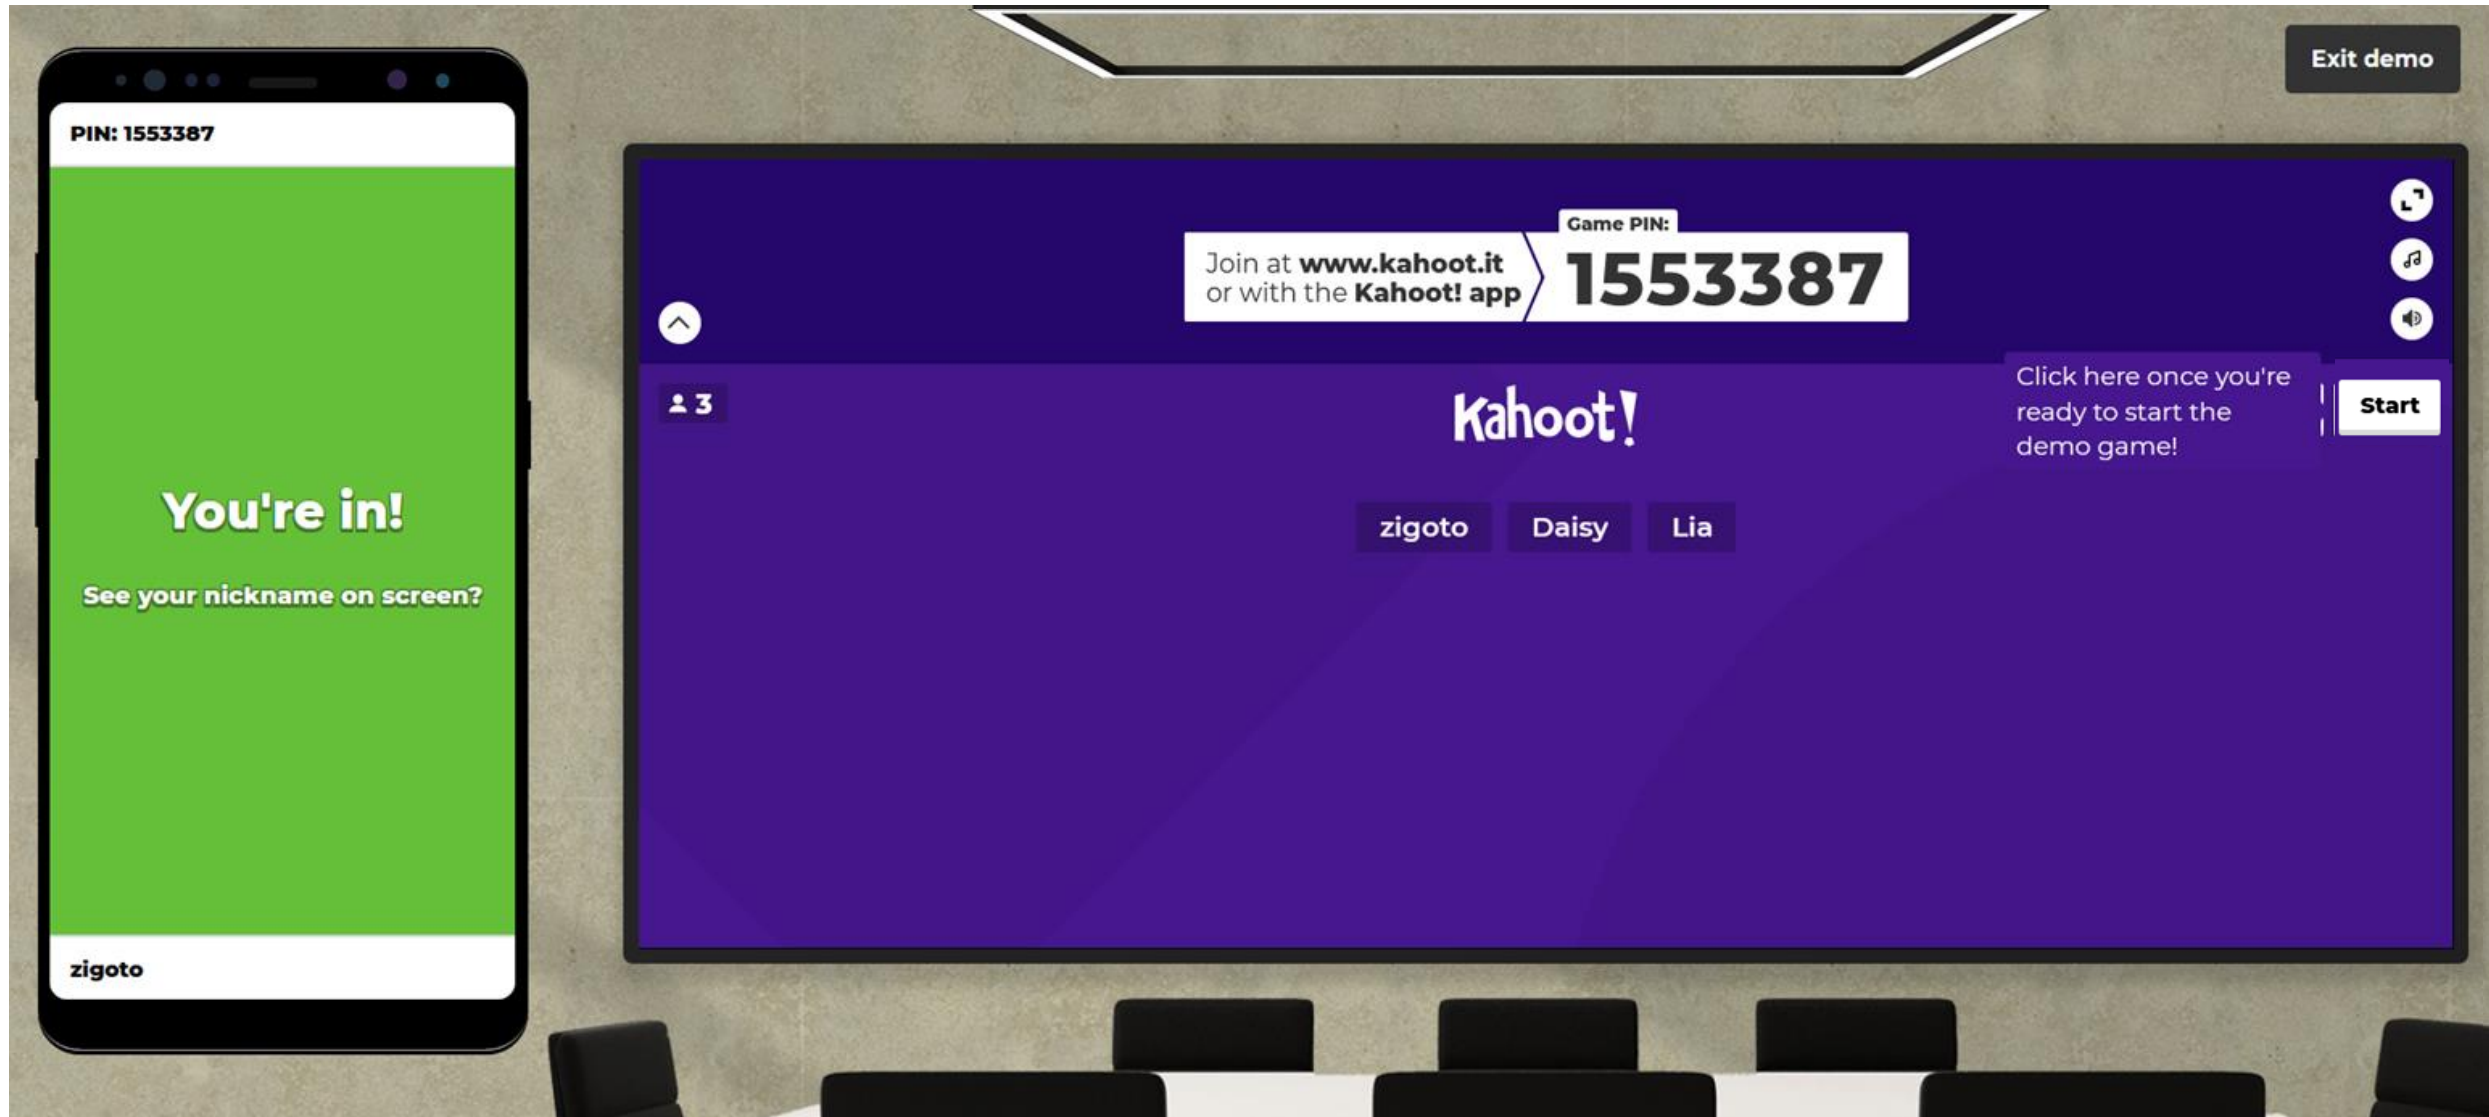 Exit demo
PIN: 1553387
You're in!
See your nickname on screen?
zigoto
Game PIN:
Join at www.kahoot.it
or with the Kahoot! app
1553387
3
Kahoot!
Click here once you're
ready to start the
demo game!
Start
zigoto Daisy Lia